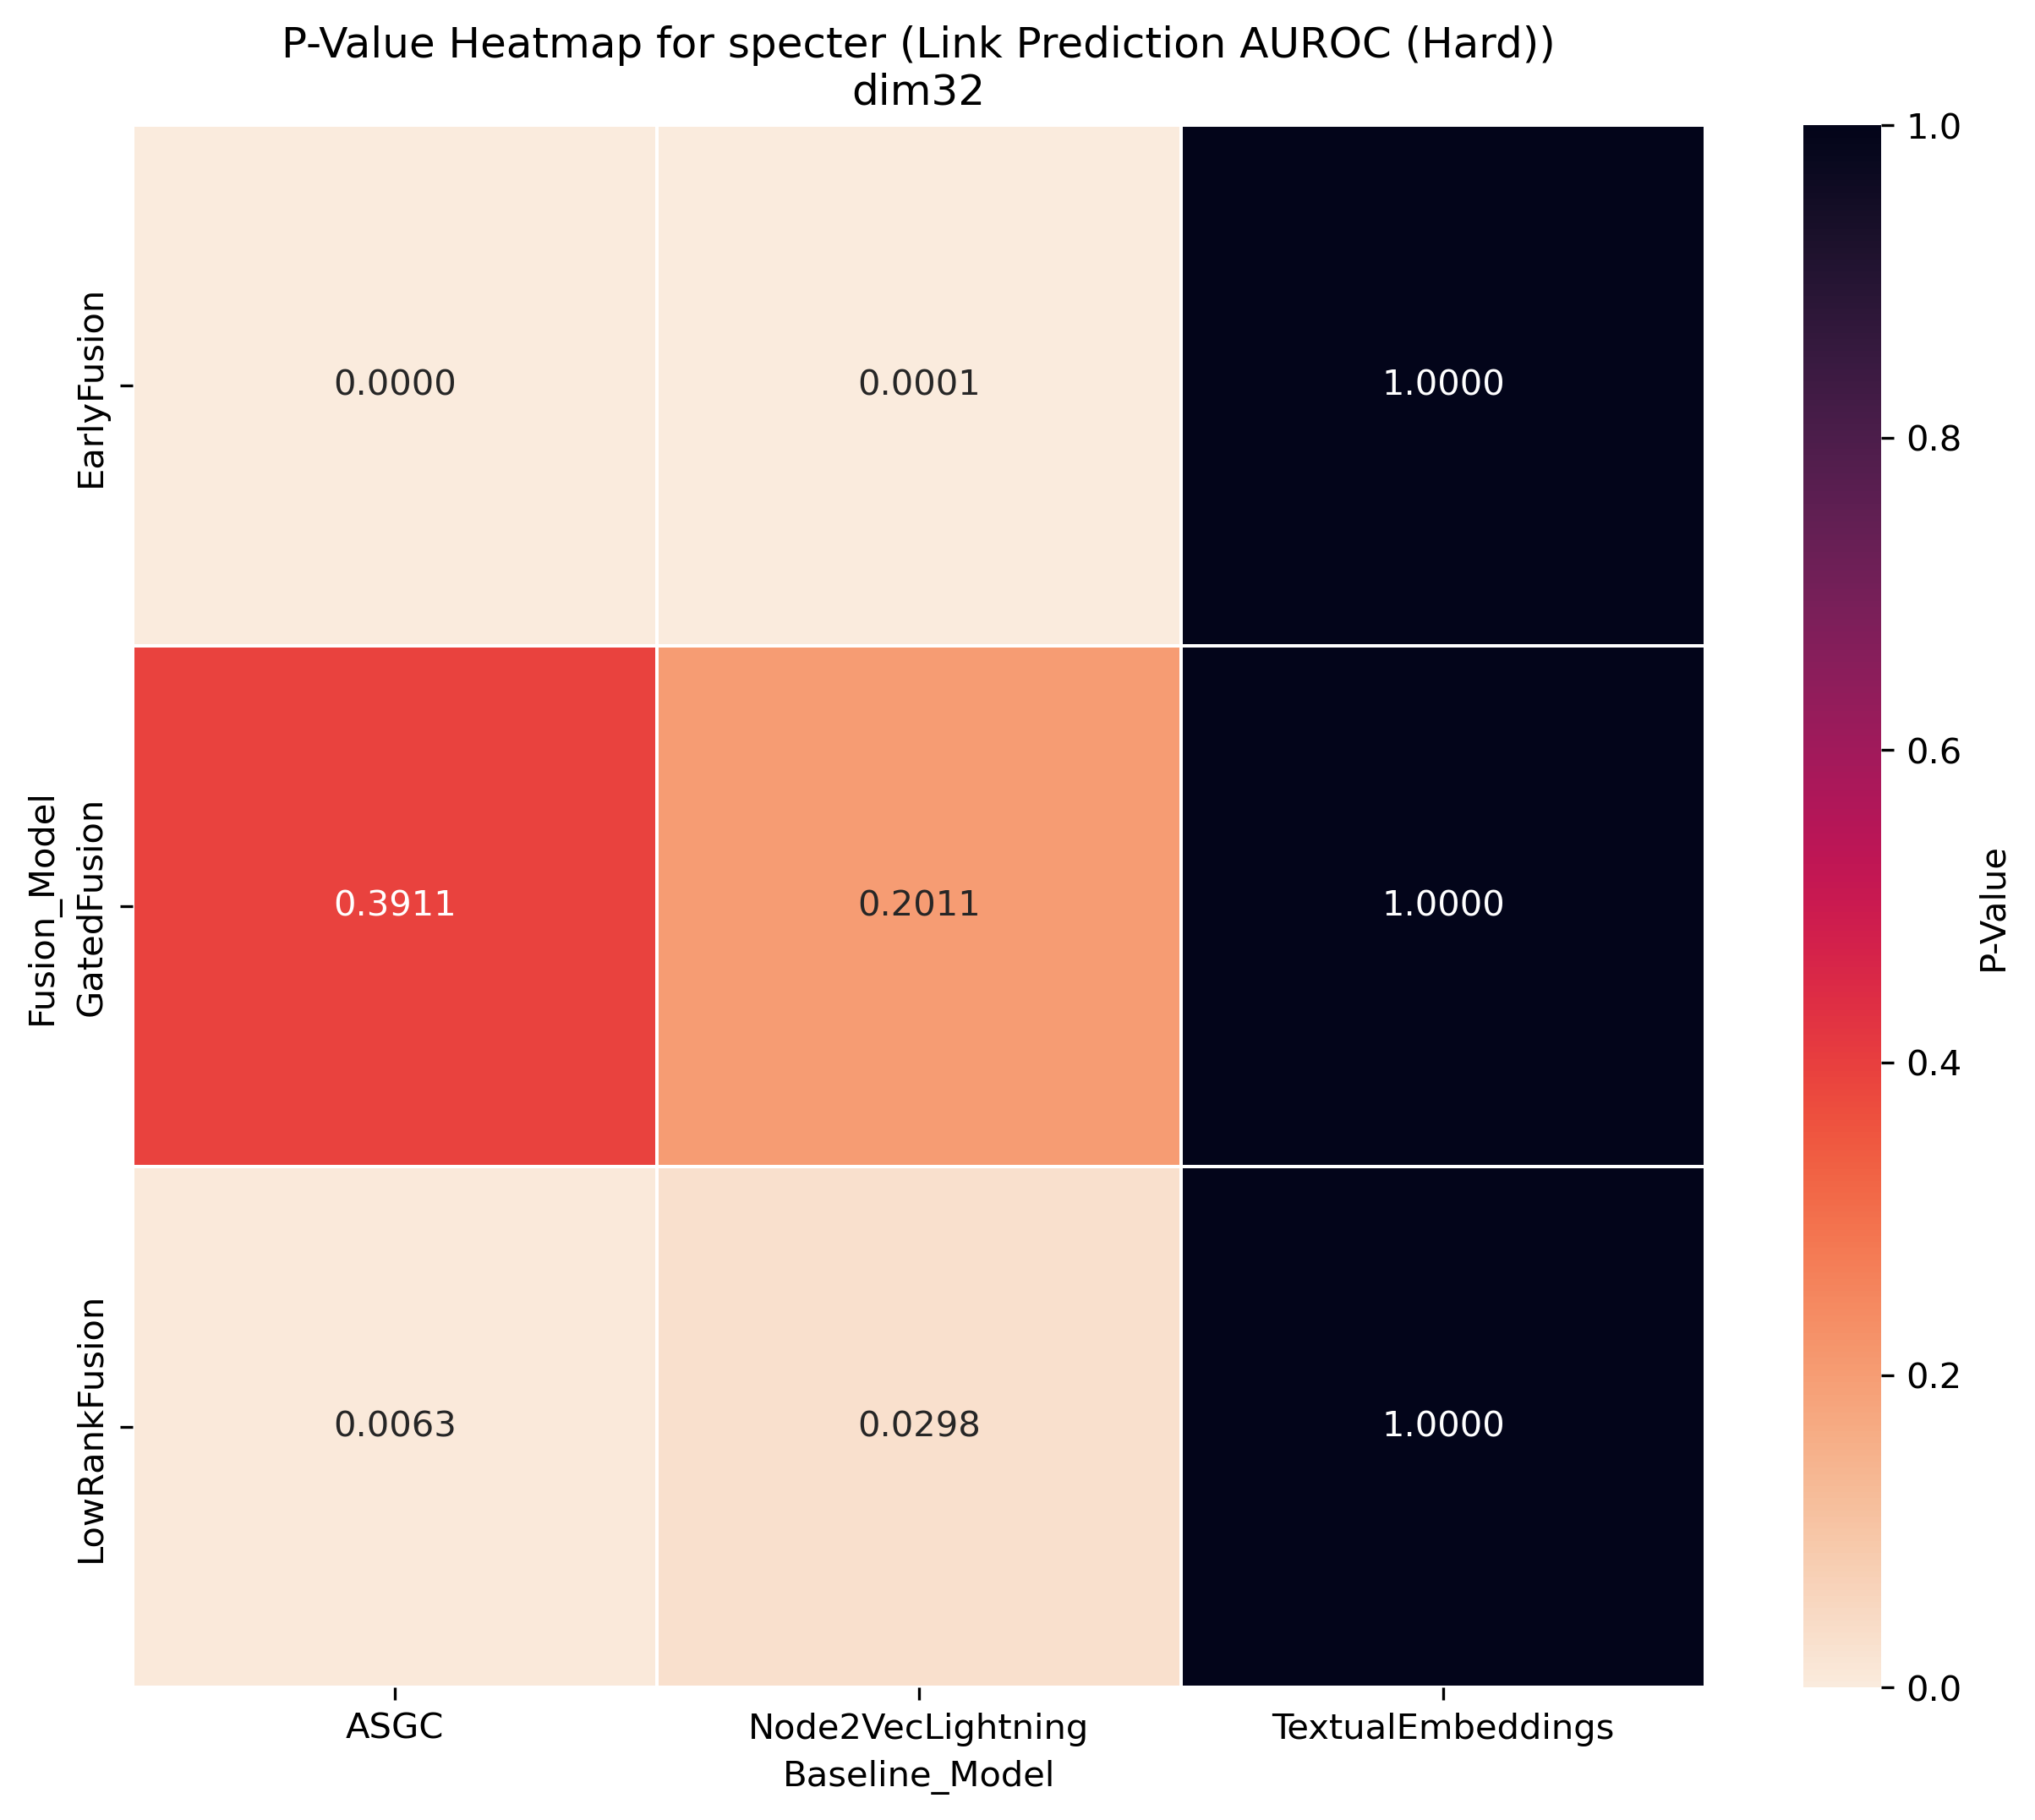 P-Value Heatmap for specter (Link Prediction AUROC (Hard))
dim32
Fusion_Model
EarlyFusion
0.0000 0.0001 1.0000
GatedFusion
0.3911 0.2011 1.0000
LowRankFusion
0.0063 0.0298 1.0000
ASGC Node2VecLightning TextualEmbeddings
Baseline_Model
1.0
0.8
0.6
0.4
0.2
0.0
P-Value